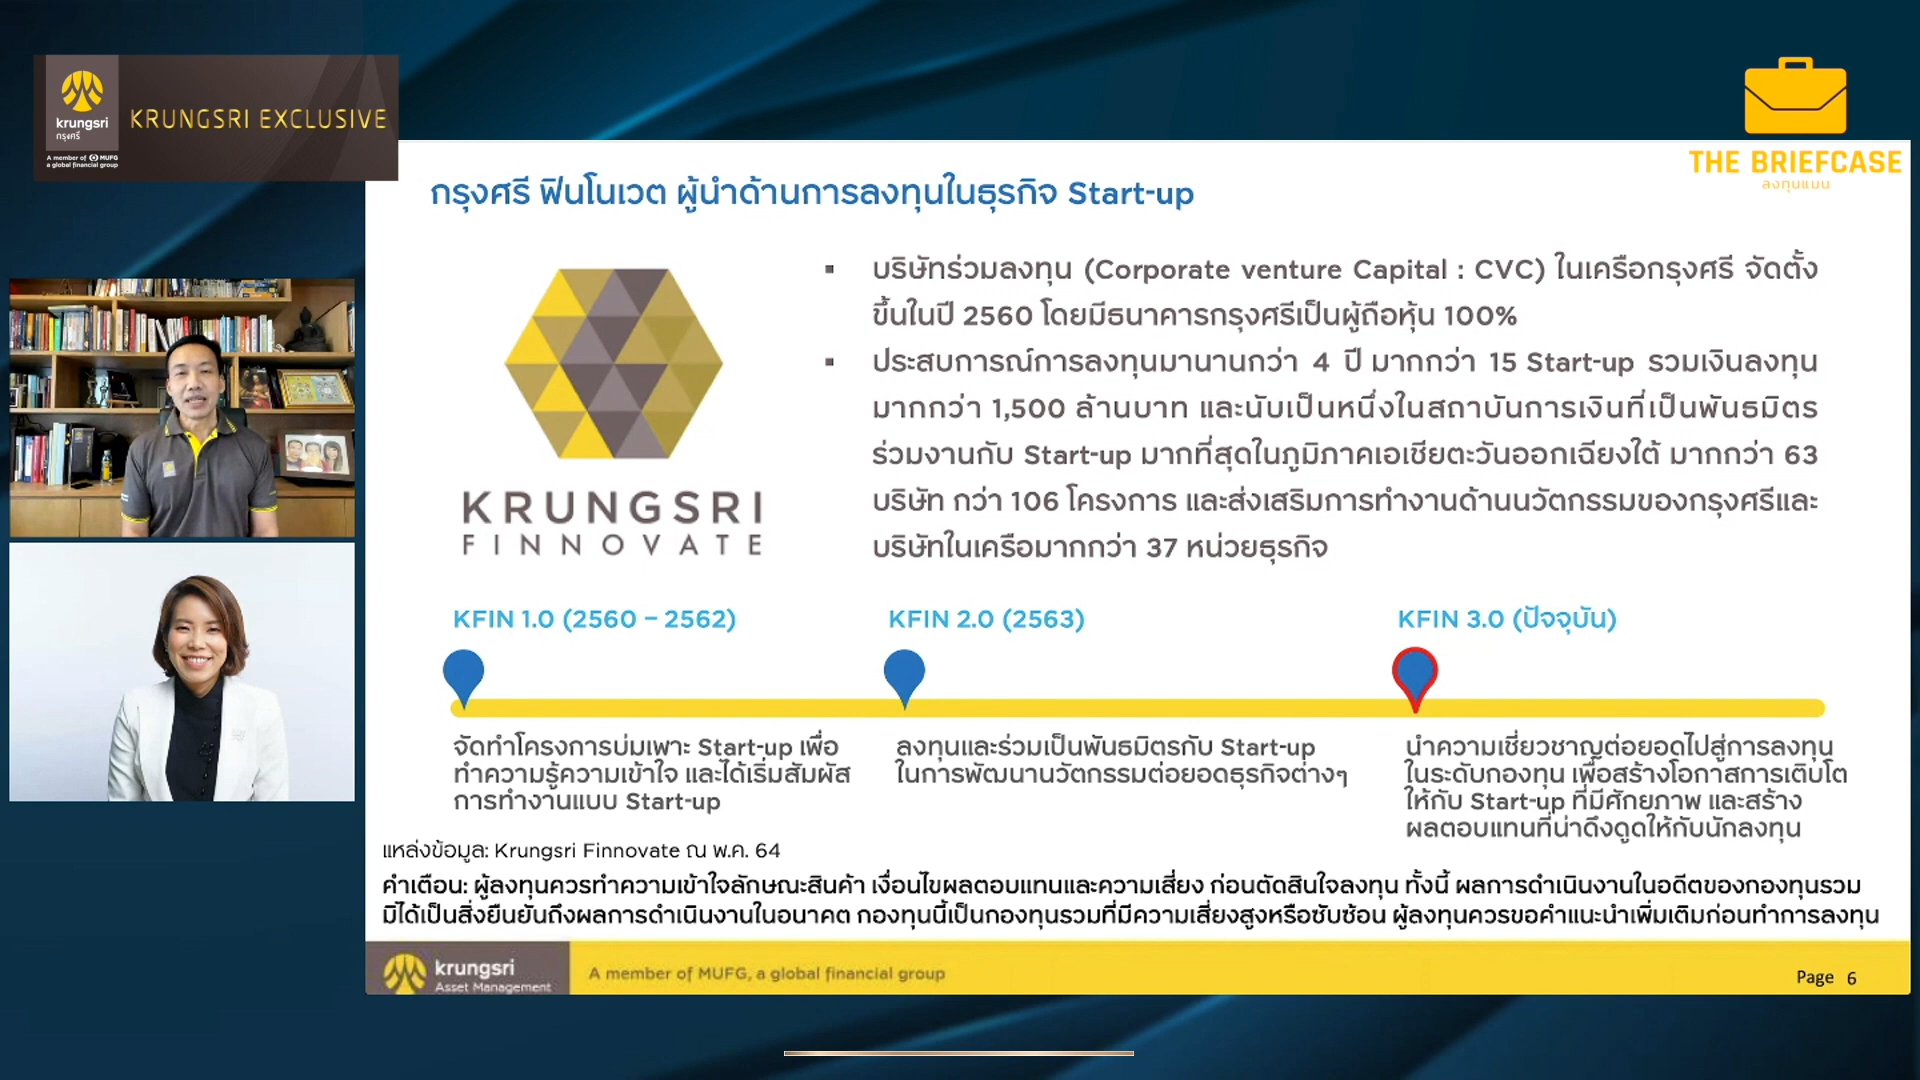 krungsri
กรุงศรี
A member of MUFG
a global financial group
KRUNGSRI EXCLUSIVE
THE BRIEFCASE
ลงทุนแมน
กรุงศรี ฟินโนเวต ผู้นำด้านการลงทุนในธุรกิจ Start-up
KRUNGSRI
FINNOVATE
▪ บริษัทร่วมลงทุน (Corporate venture Capital : CVC) ในเครือกรุงศรี จัดตั้ง
ขึ้นในปี 2560 โดยมีธนาคารกรุงศรีเป็นผู้ถือหุ้น 100%
▪ ประสบการณ์การลงทุนมานานกว่า 4 ปี มากกว่า 15 Start-up รวมเงินลงทุน
มากกว่า 1,500 ล้านบาท และนับเป็นหนึ่งในสถาบันการเงินที่เป็นพันธมิตร
ร่วมงานกับ Start-up มากที่สุดในภูมิภาคเอเชียตะวันออกเฉียงใต้ มากกว่า 63
บริษัท กว่า 106 โครงการ และส่งเสริมการทำงานด้านนวัตกรรมของกรุงศรีและ
บริษัทในเครือมากกว่า 37 หน่วยธุรกิจ
KFIN 1.0 (2560 – 2562)
จัดทำโครงการบ่มเพาะ Start-up เพื่อ
ทำความรู้ความเข้าใจ และได้เริ่มสัมผัส
การทำงานแบบ Start-up
KFIN 2.0 (2563)
ลงทุนและร่วมเป็นพันธมิตรกับ Start-up
ในการพัฒนานวัตกรรมต่อยอดธุรกิจต่างๆ
KFIN 3.0 (ปัจจุบัน)
นำความเชี่ยวชาญต่อยอดไปสู่การลงทุน
ในระดับกองทุน เพื่อสร้างโอกาสการเติบโต
ให้กับ Start-up ที่มีศักยภาพ และสร้าง
ผลตอบแทนที่น่าดึงดูดให้กับนักลงทุน
แหล่งข้อมูล: Krungsri Finnovate ณ พ.ค. 64
คำเตือน: ผู้ลงทุนควรทำความเข้าใจลักษณะสินค้า เงื่อนไขผลตอบแทนและความเสี่ยง ก่อนตัดสินใจลงทุน ทั้งนี้ ผลการดำเนินงานในอดีตของกองทุนรวม
มิได้เป็นสิ่งยืนยันถึงผลการดำเนินงานในอนาคต กองทุนนี้เป็นกองทุนรวมที่มีความเสี่ยงสูงหรือซับซ้อน ผู้ลงทุนควรขอคำแนะนำเพิ่มเติมก่อนทำการลงทุน
krungsri
Asset Management
A member of MUFG, a global financial group
Page 6